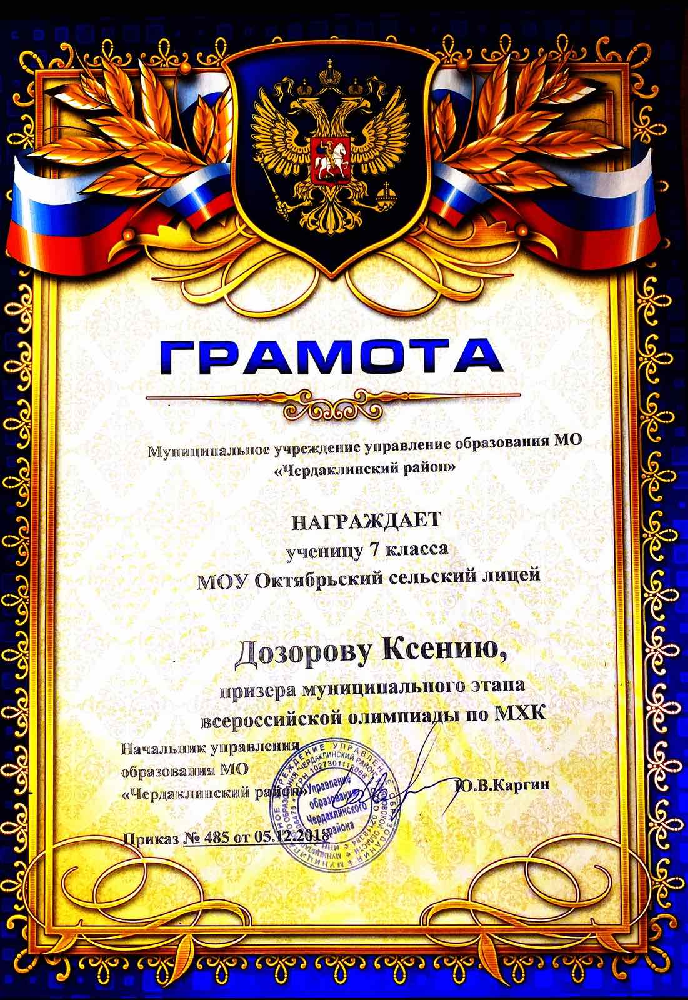 ГРАМОТА
Муниципальное учреждение управление образования МО
«Чердаклинский район»
НАГРАЖДАЕТ
ученицу 7 класса
МОУ Октябрьский сельский лицей
Дозорову Ксению,
призера муниципального этапа
всероссийской олимпиады по МХК
Начальник управления
образования МО
«Чердаклинский район»
Ю.В.Каргин
Приказ № 485 от 05.12.2018
Управление
образования
Чердаклинского
района